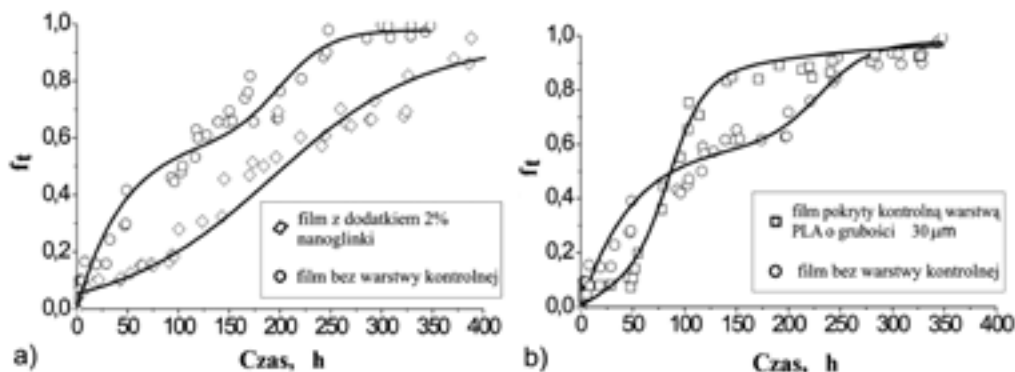 1,0
0,8
0,6
0,4
0,2
0,0
f_t
0 50 100 150 200 250 300 350 400
Czas, h
a)
film z dodatkiem 2%
nanoglinki
film bez warstwy kontrolnej
1,0
0,8
0,6
0,4
0,2
0,0
f_t
0 50 100 150 200 250 300 350 400
Czas, h
b)
film pokryty kontrolną warstwą
PLA o grubości 30 μm
film bez warstwy kontrolnej